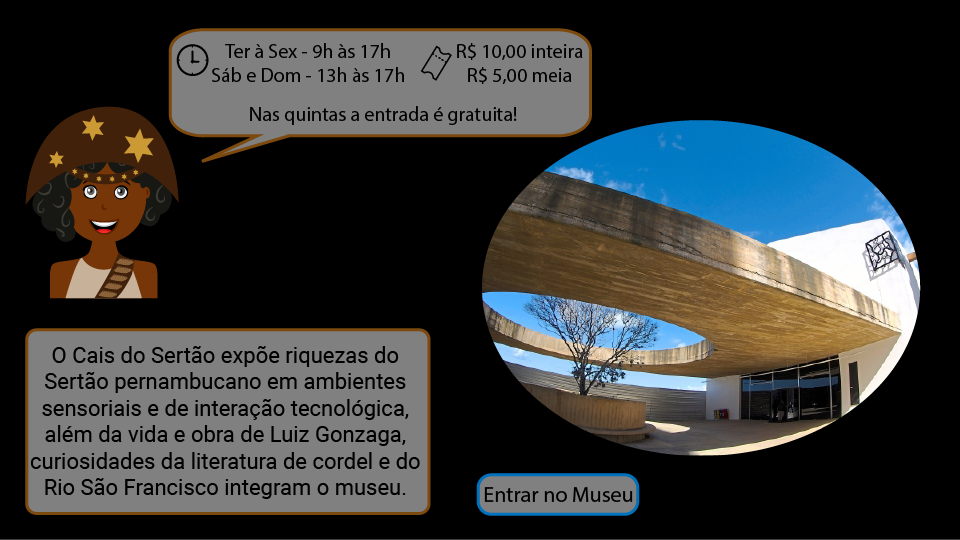 Ter à Sex - 9h às 17h
Sáb e Dom - 13h às 17h
R$ 10,00 inteira
R$ 5,00 meia
Nas quintas a entrada é gratuita!
O Cais do Sertão expõe riquezas do
Sertão pernambucano em ambientes
sensoriais e de interação tecnológica,
além da vida e obra de Luiz Gonzaga,
curiosidades da literatura de cordel e do
Rio São Francisco integram o museu.
Entrar no Museu